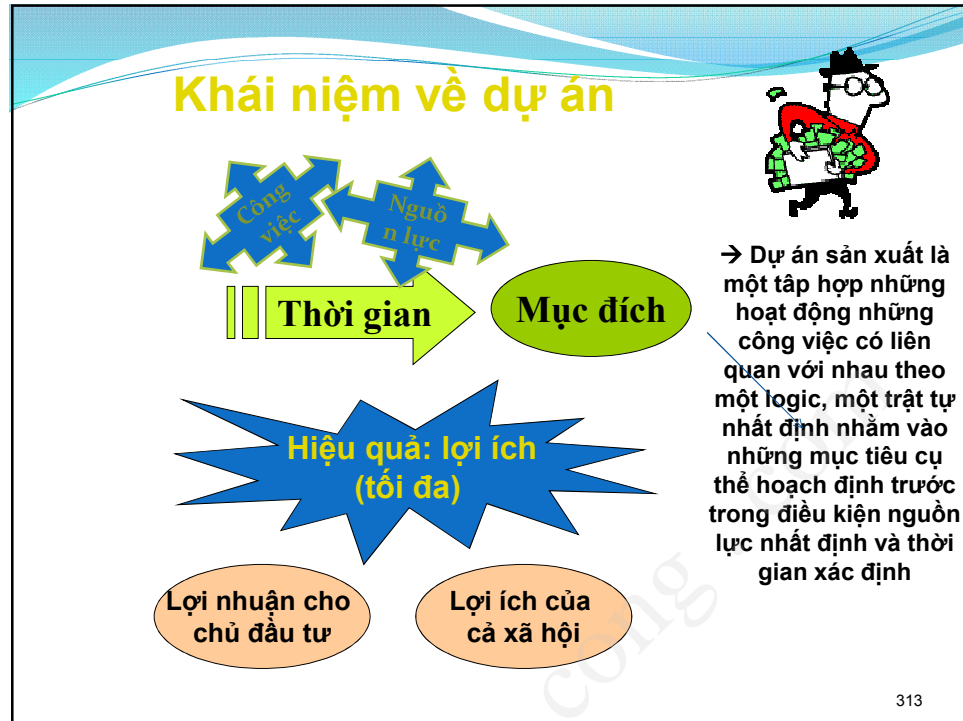 Khái niệm về dự án
Công
việc
Nguồ
n lực
Thời gian
Mục đích
Hiệu quả: lợi ích
(tối đa)
Lợi nhuận cho
chủ đầu tư
Lợi ích của
cả xã hội
→ Dự án sản xuất là
một tâp hợp những
hoạt động những
công việc có liên
quan với nhau theo
một logic, một trật tự
nhất định nhằm vào
những mục tiêu cụ
thể hoạch định trước
trong điều kiện nguồn
lực nhất định và thời
gian xác định
cong . com
313